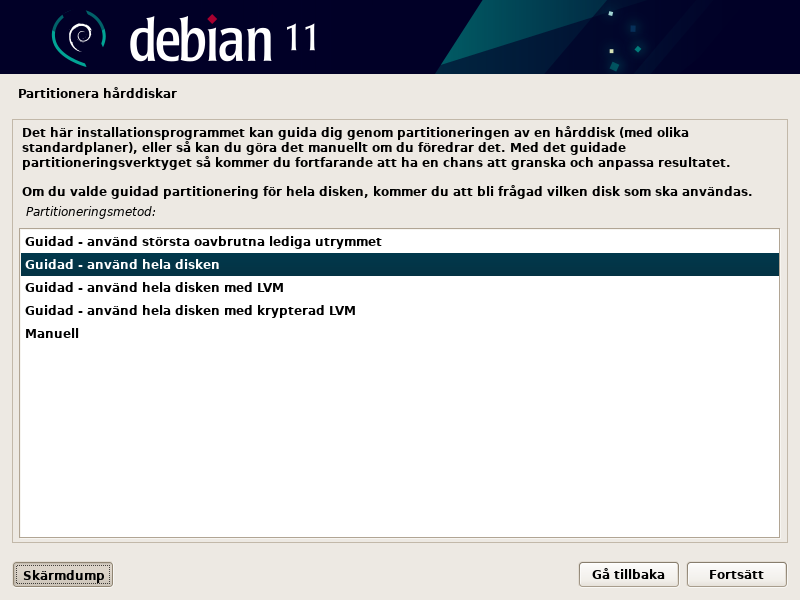 debian 11
Partitionera hårddiskar
Det här installationsprogrammet kan guida dig genom partitioneringen av en hårddisk (med olika
standardplaner), eller så kan du göra det manuellt om du föredrar det. Med det guidade
partitioneringsverktyget så kommer du fortfarande att ha en chans att granska och anpassa resultatet.
Om du valde guidad partitionering för hela disken, kommer du att bli frågad vilken disk som ska användas.
Partitioneringsmetod:
Guidad - använd största oavbrutna lediga utrymmet
Guidad - använd hela disken
Guidad - använd hela disken med LVM
Guidad - använd hela disken med krypterad LVM
Manuell
Skärmdump
Gå tillbaka
Fortsätt